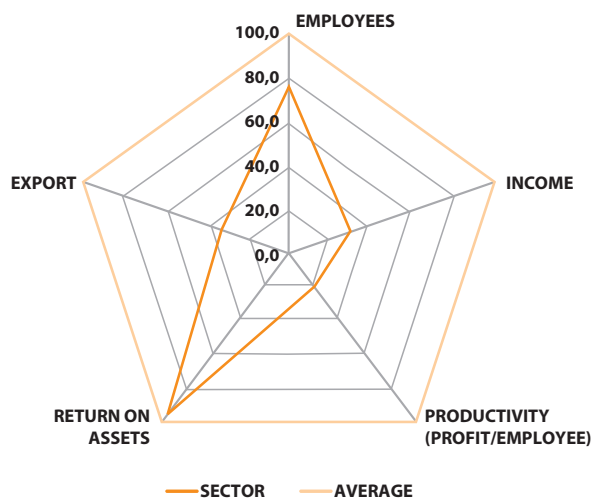 EMPLOYEES
100,0
80,0
60,0
40,0
20,0
0,0
EXPORT
INCOME
RETURN ON
ASSETS
PRODUCTIVITY
(PROFIT/EMPLOYEE)
SECTOR
AVERAGE